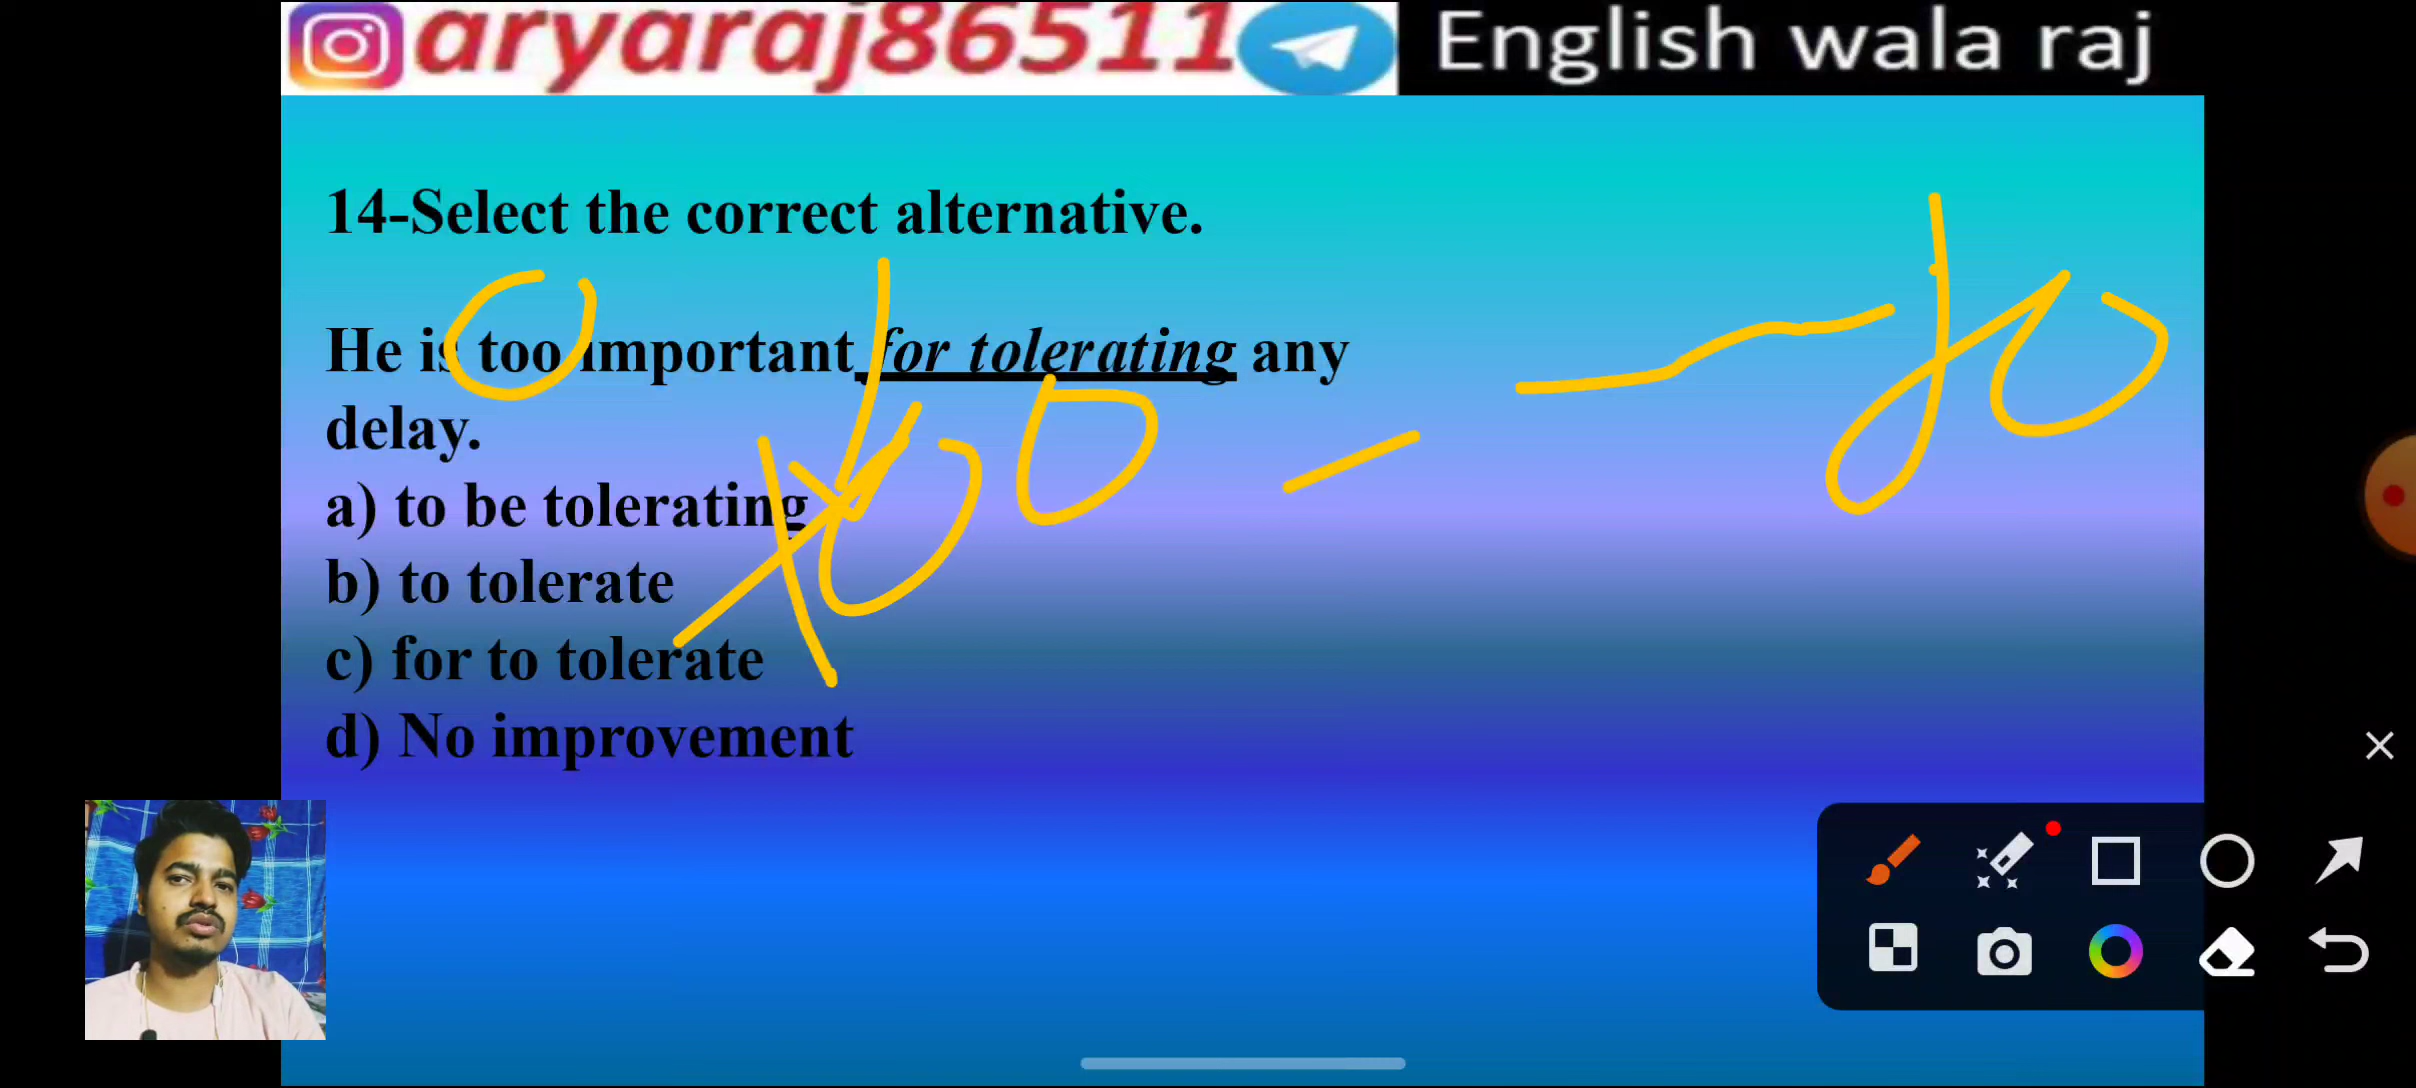 aryaraj86511 English wala raj
14-Select the correct alternative.
He is too important for tolerating any
delay.
a) to be tolerating
b) to tolerate
c) for to tolerate
d) No improvement
too - - to